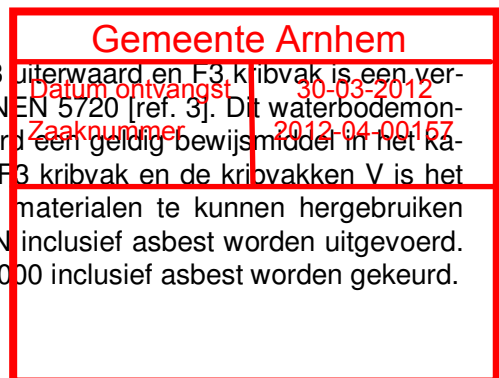 Gemeente Arnhem
3 uiterwaard en F3 kribvak is een ver-
Datum ontvangst 30-03-2012
NEN 5720 [ref. 3]. Dit waterbodemon-
Zaaknummer 2012-04-00157
rd een geldig bewijsmiddel in het ka-
F3 kribvak en de kribvakken V is het
materialen te kunnen hergebruiken
N inclusief asbest worden uitgevoerd.
000 inclusief asbest worden gekeurd.